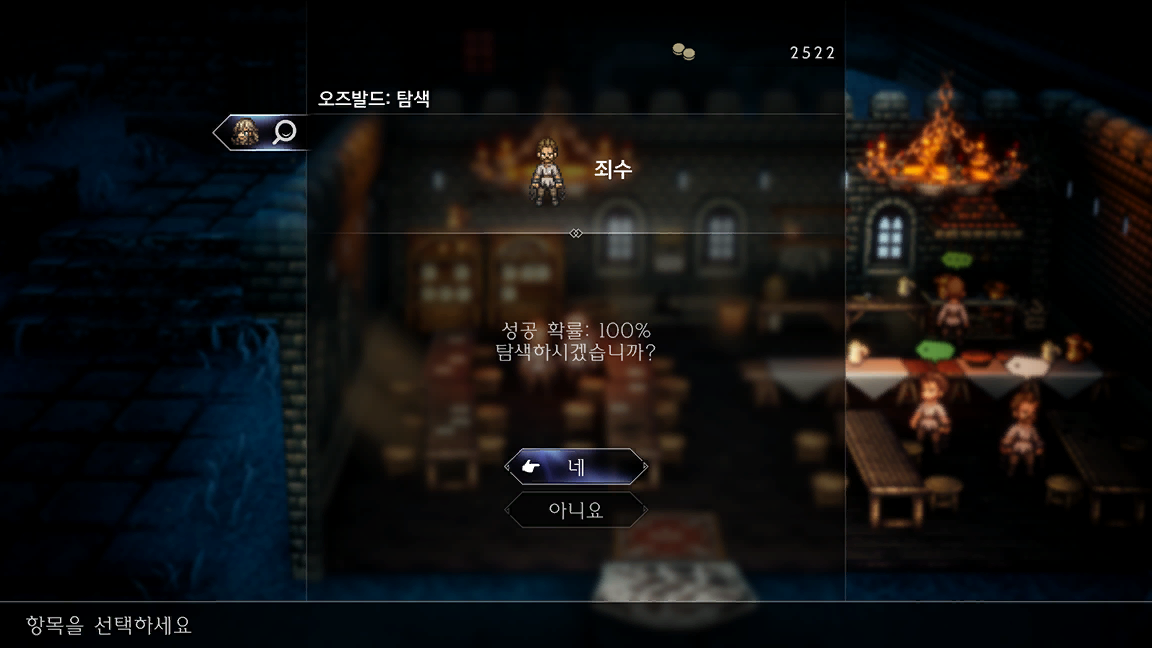 2522
오즈발드: 탐색
죄수
성공 확률: 100%
탐색하시겠습니까?
네
아니요
항목을 선택하세요